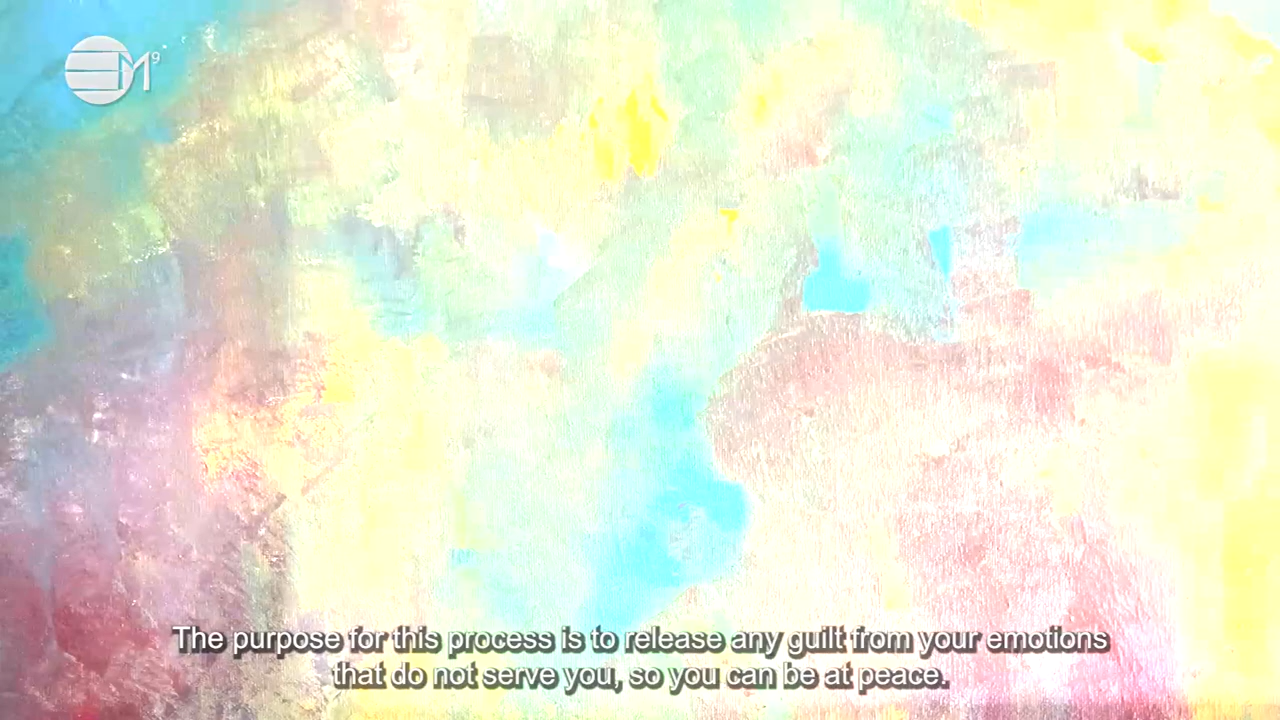 EM⁹
The purpose for this process is to release any guilt from your emotions
that do not serve you, so you can be at peace.